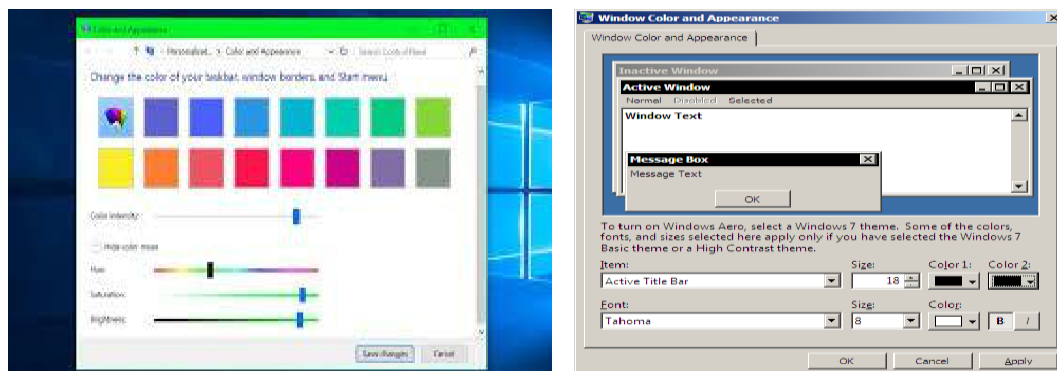 Color and Appearance
Personalizat... > Color and Appearance
Search Control Panel
Change the color of your taskbar, window borders, and Start menu
Color intensity:
Hide color mixer
Hue:
Saturation:
Brightness:
Save changes
Cancel
Window Color and Appearance
Window Color and Appearance
Inactive Window
Active Window
Normal Disabled Selected
Window Text
Message Box
Message Text
OK
To turn on Windows Aero, select a Windows 7 theme. Some of the colors,
fonts, and sizes selected here apply only if you have selected the Windows 7
Basic theme or a High Contrast theme.
Item: Size: Color 1: Color 2:
Active Title Bar 18
Font: Size: Color:
Tahoma 8 B I
OK Cancel Apply